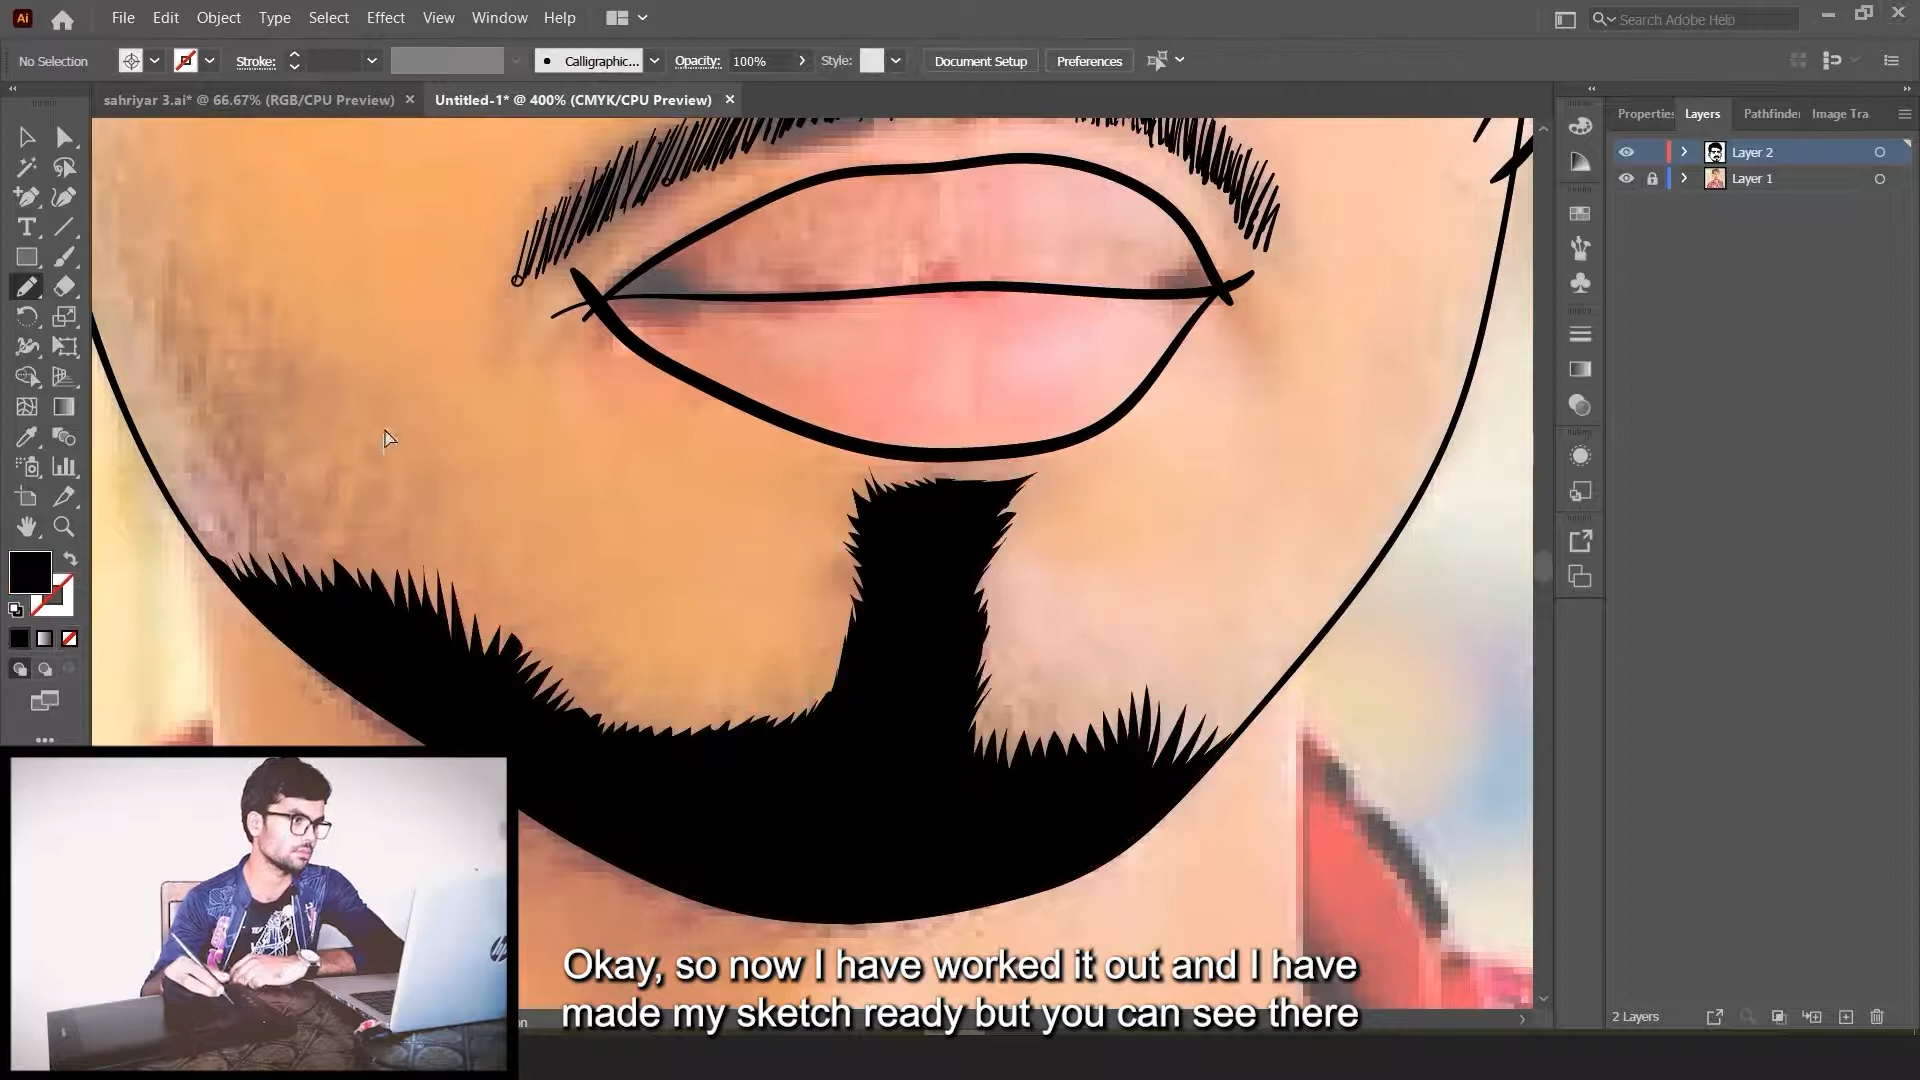 Ai File Edit Object Type Select Effect View Window Help Search Adobe Help
No Selection Stroke: Calligraphic... Opacity: 100% Style: Document Setup Preferences
sahriyar 3.ai* @ 66.67% (RGB/CPU Preview) Untitled-1* @ 400% (CMYK/CPU Preview)
Properties Layers Pathfinder Image Tra
Layer 2
Layer 1
Okay, so now I have worked it out and I have
made my sketch ready but you can see there
2 Layers
hp